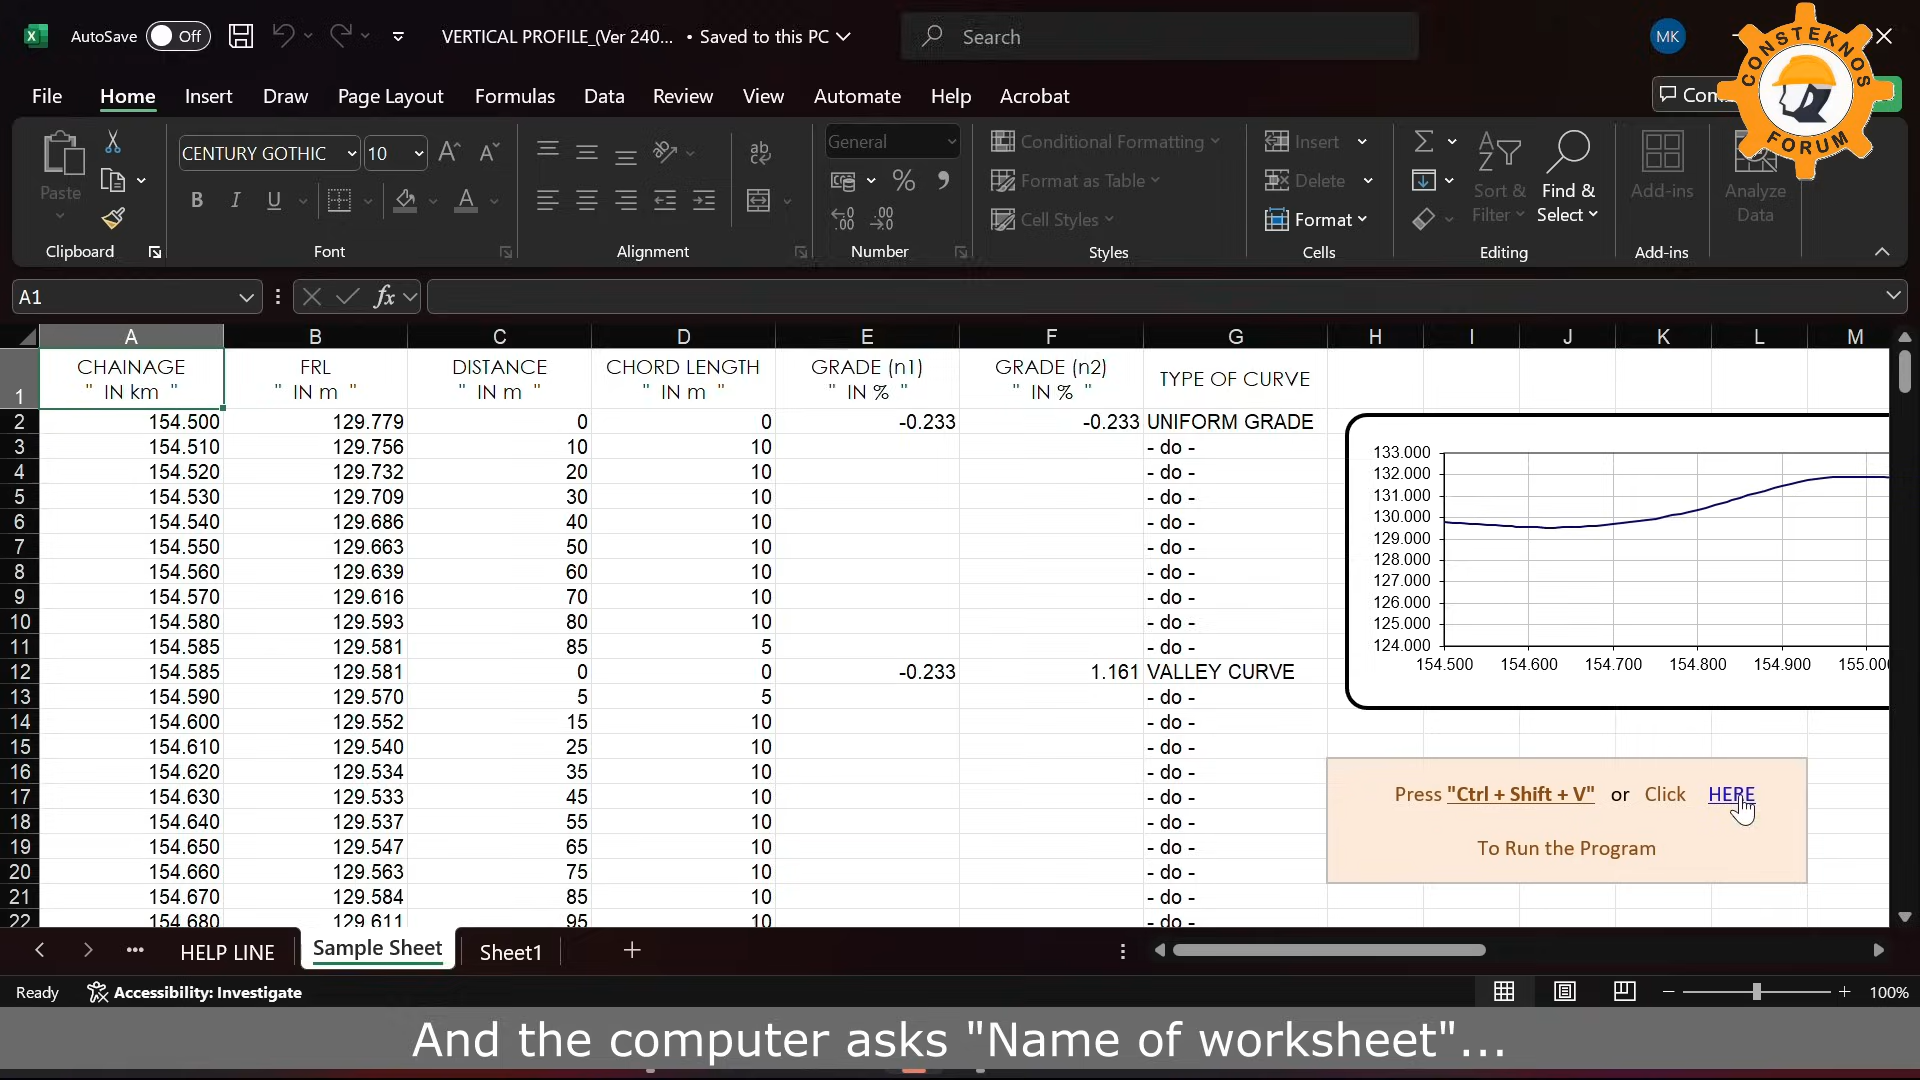 AutoSave Off VERTICAL PROFILE_(Ver 240... • Saved to this PC Search MK
CONSTEKNOS FORUM
File Home Insert Draw Page Layout Formulas Data Review View Automate Help Acrobat
Paste CENTURY GOTHIC 10 General Conditional Formatting Insert
Format as Table Delete Sort & Filter Find & Select Add-ins Analyze Data
B I U Cell Styles Format
Clipboard Font Alignment Number Styles Cells Editing Add-ins
A1 fx
A B C D E F G H I J K L M
1 CHAINAGE " IN km " FRL " IN m " DISTANCE " IN m " CHORD LENGTH " IN m " GRADE (n1) " IN % " GRADE (n2) " IN % " TYPE OF CURVE
2 154.500 129.779 0 0 -0.233 -0.233 UNIFORM GRADE
3 154.510 129.756 10 10 - do -
4 154.520 129.732 20 10 - do -
5 154.530 129.709 30 10 - do -
6 154.540 129.686 40 10 - do -
7 154.550 129.663 50 10 - do -
8 154.560 129.639 60 10 - do -
9 154.570 129.616 70 10 - do -
10 154.580 129.593 80 10 - do -
11 154.585 129.581 85 5 - do -
12 154.585 129.581 0 0 -0.233 1.161 VALLEY CURVE
13 154.590 129.570 5 5 - do -
14 154.600 129.552 15 10 - do -
15 154.610 129.540 25 10 - do -
16 154.620 129.534 35 10 - do -
17 154.630 129.533 45 10 - do -
18 154.640 129.537 55 10 - do -
19 154.650 129.547 65 10 - do -
20 154.660 129.563 75 10 - do -
21 154.670 129.584 85 10 - do -
22 154.680 129.611 95 10 - do -
133.000
132.000
131.000
130.000
129.000
128.000
127.000
126.000
125.000
124.000
154.500 154.600 154.700 154.800 154.900 155.00
Press "Ctrl + Shift + V" or Click HERE
To Run the Program
HELP LINE Sample Sheet Sheet1
Ready Accessibility: Investigate 100%
And the computer asks "Name of worksheet"...